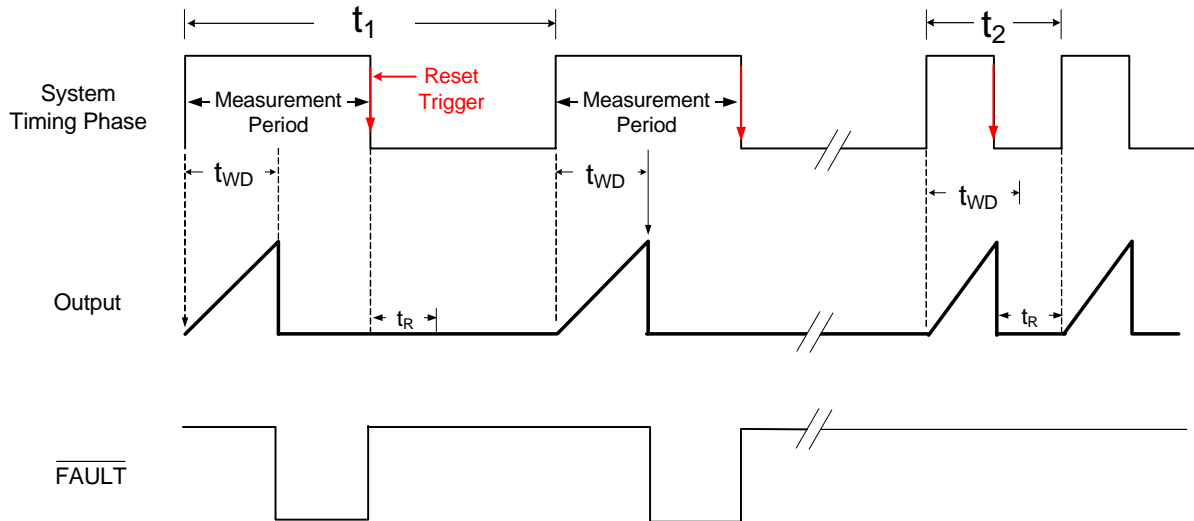 t1
t2
System
Timing Phase
Measurement
Period
Reset
Trigger
Measurement
Period
tWD
tWD
tWD
Output
tR
tR
FAULT